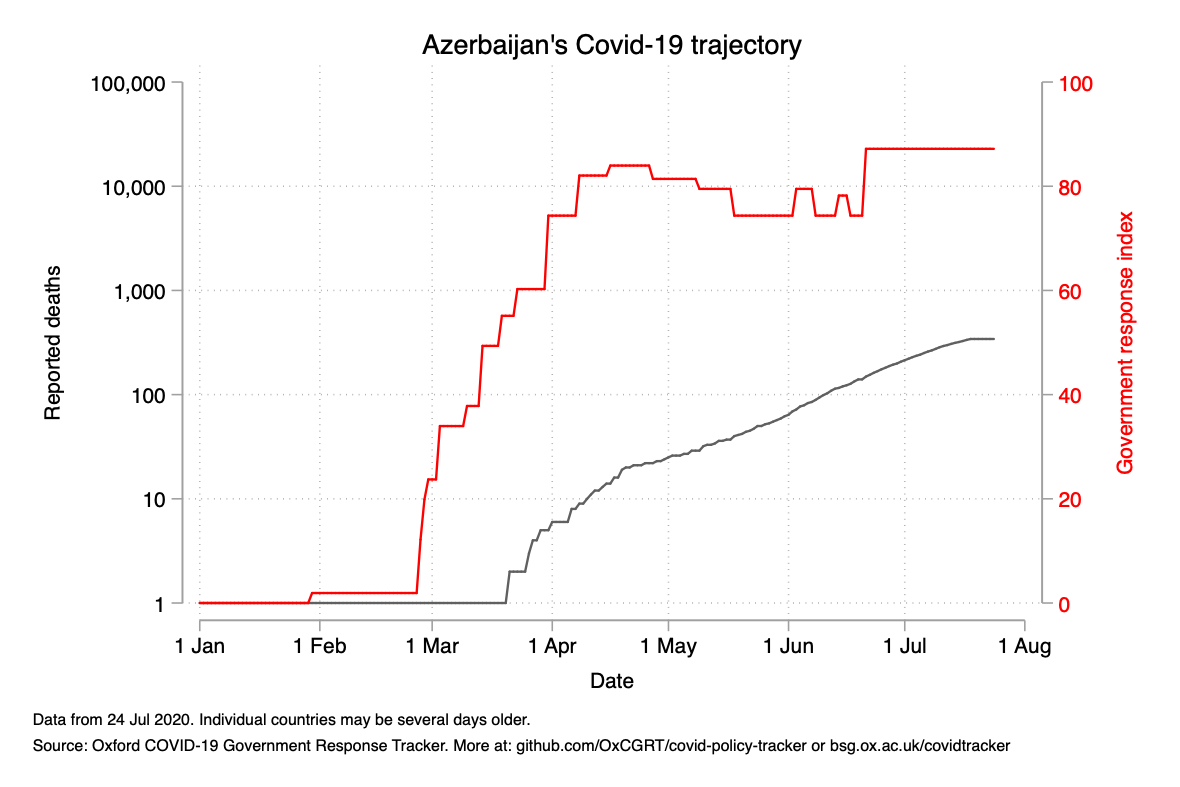 Azerbaijan's Covid-19 trajectory
100,000
10,000
1,000
100
10
1
Reported deaths
100
80
60
40
20
0
Government response index
1 Jan 1 Feb 1 Mar 1 Apr 1 May 1 Jun 1 Jul 1 Aug
Date
Data from 24 Jul 2020. Individual countries may be several days older.
Source: Oxford COVID-19 Government Response Tracker. More at: github.com/OxCGRT/covid-policy-tracker or bsg.ox.ac.uk/covidtracker